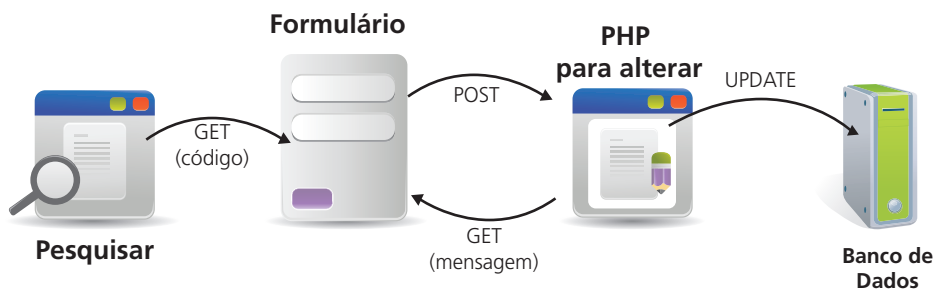 Formulário
PHP
para alterar
POST
UPDATE
GET
(código)
GET
(mensagem)
Pesquisar
Banco de
Dados